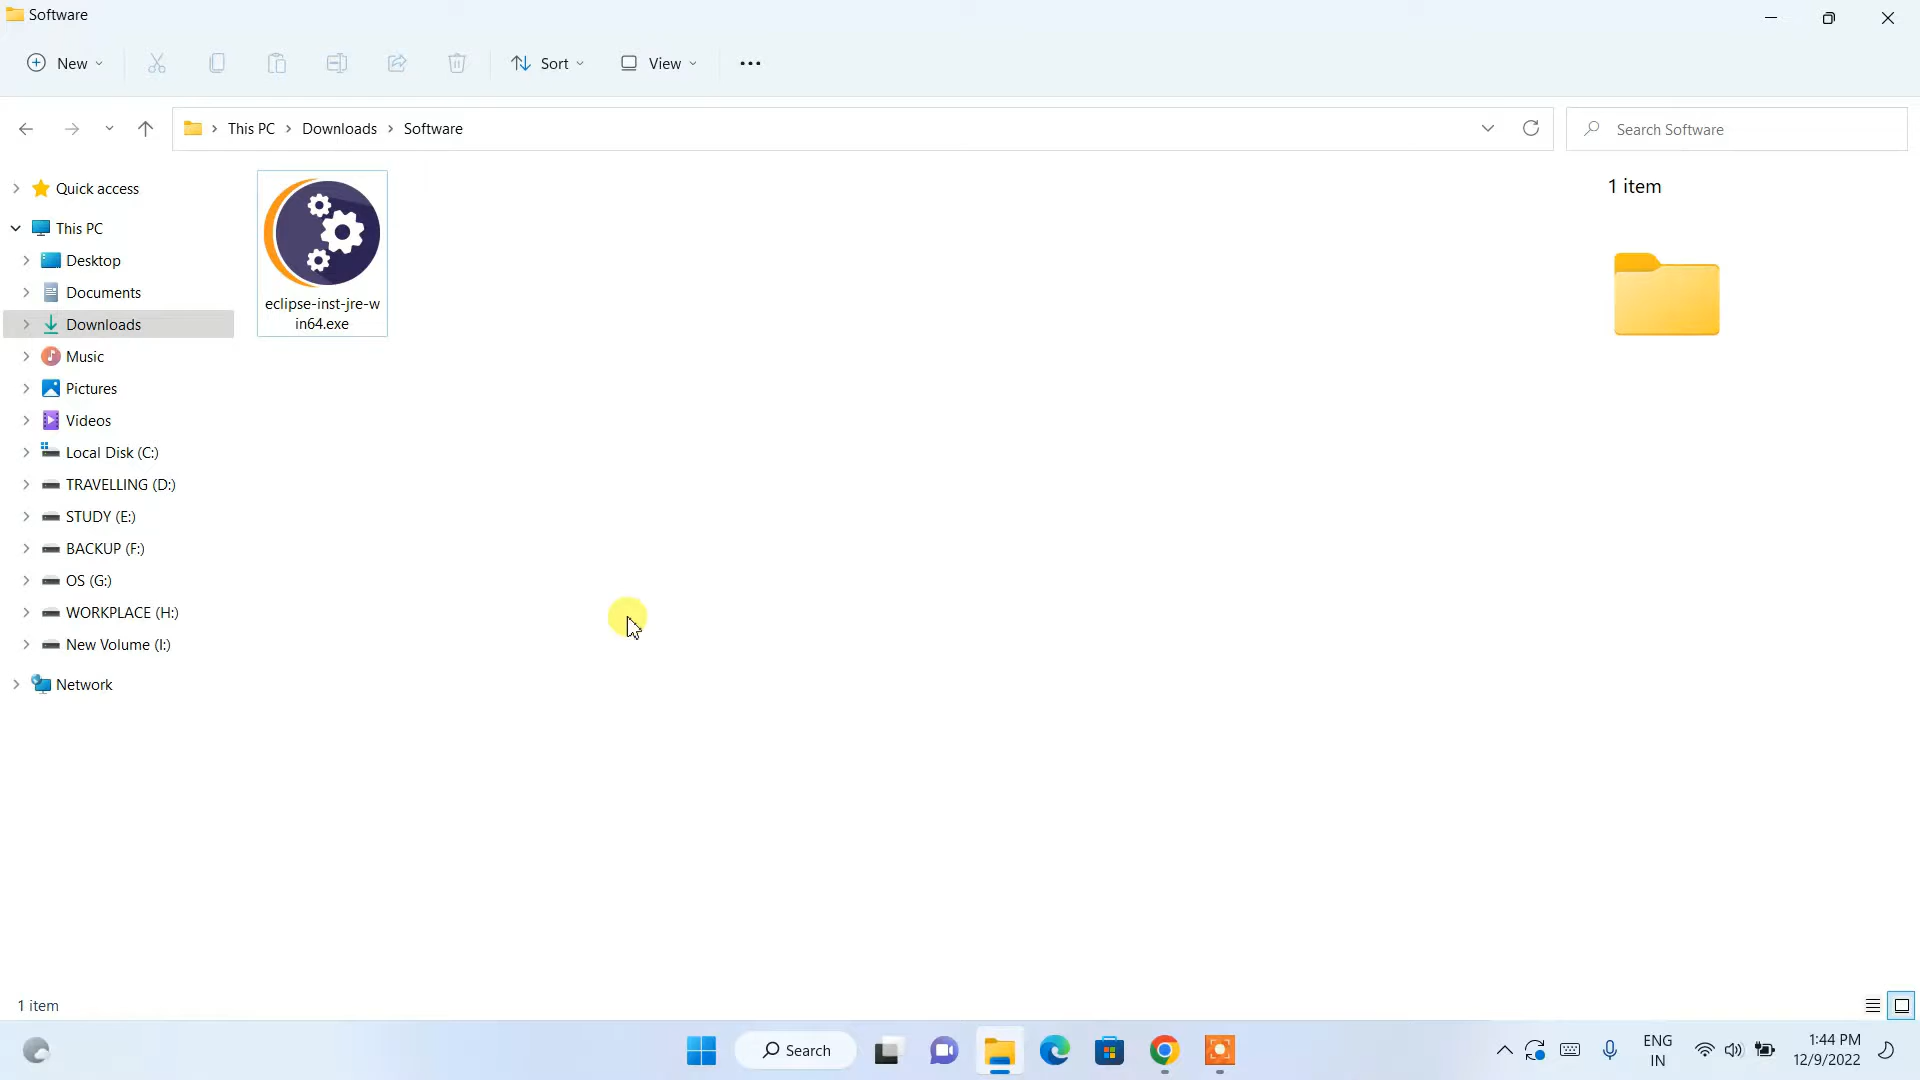 Software
New
Sort
View
This PC
Downloads
Software
Search Software
Quick access
This PC
Desktop
Documents
Downloads
Music
Pictures
Videos
Local Disk (C:)
TRAVELLING (D:)
STUDY (E:)
BACKUP (F:)
OS (G:)
WORKPLACE (H:)
New Volume (I:)
Network
eclipse-inst-jre-w
in64.exe
1 item
1 item
Search
ENG
IN
1:44 PM
12/9/2022